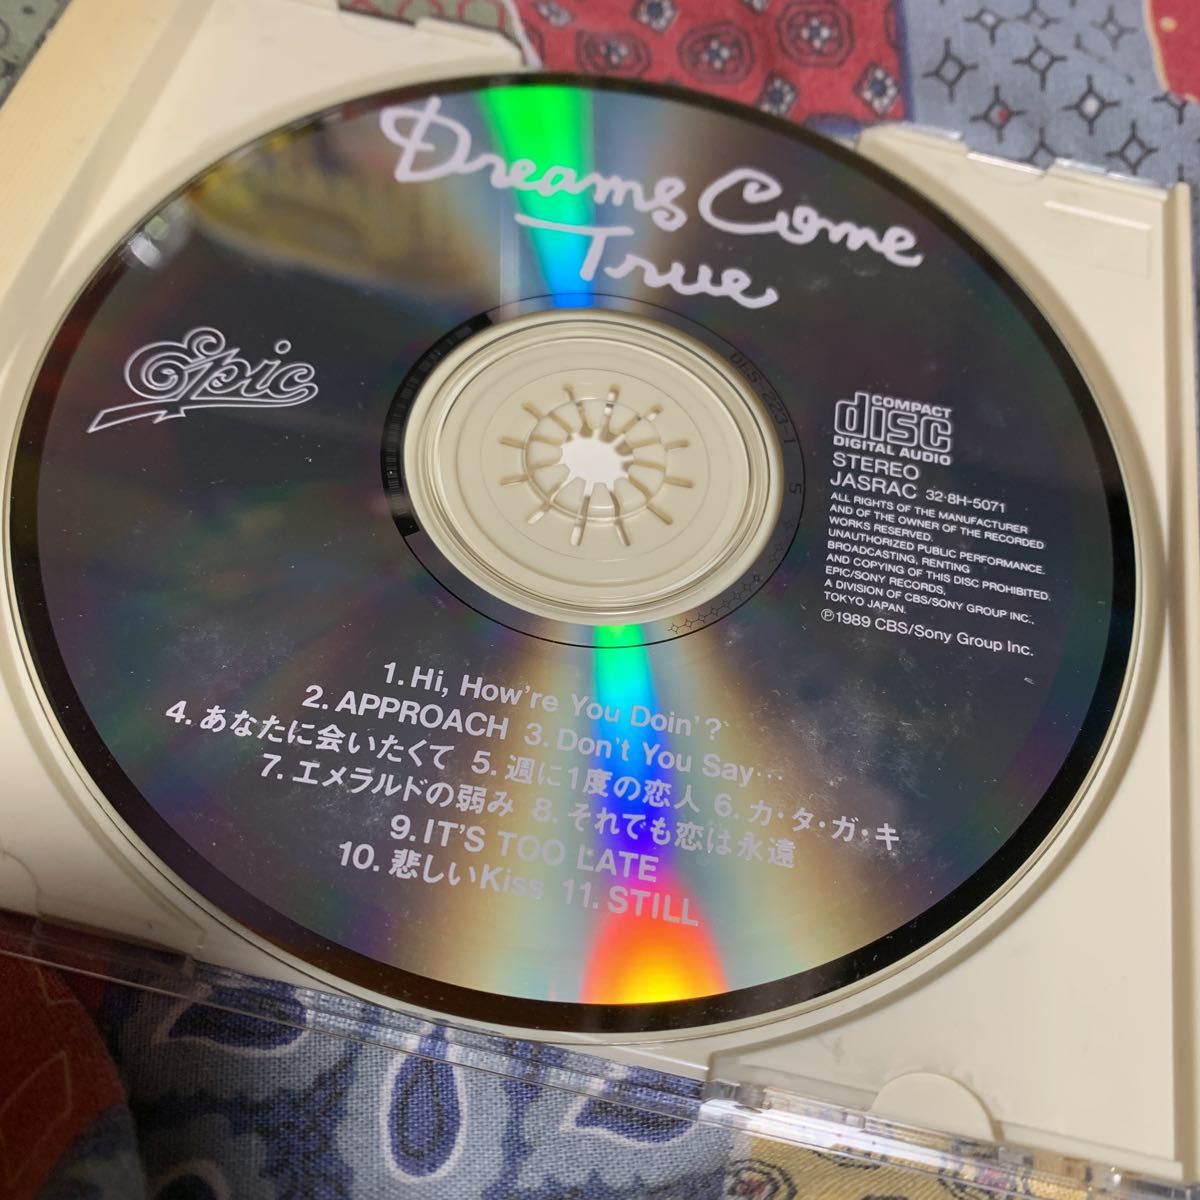 Dreams Come
True
Epic
COMPACT
disc
DIGITAL AUDIO
STEREO
JASRAC 32·8H-5071
ALL RIGHTS OF THE MANUFACTURER
AND OF THE OWNER OF THE RECORDED
WORKS RESERVED.
UNAUTHORIZED PUBLIC PERFORMANCE.
BROADCASTING, RENTING
AND COPYING OF THIS DISC PROHIBITED.
EPIC/SONY RECORDS,
A DIVISION OF CBS/SONY GROUP INC.,
TOKYO JAPAN.
Ⓟ1989 CBS/Sony Group Inc.
1. Hi, How're You Doin'?
2. APPROACH 3. Don't You Say…
4. あなたに会いたくて 5. 週に1度の恋人 6. カ・タ・ガ・キ
7. エメラルドの弱み 8. それでも恋は永遠
9. IT'S TOO LATE
10. 悲しいKiss 11. STILL